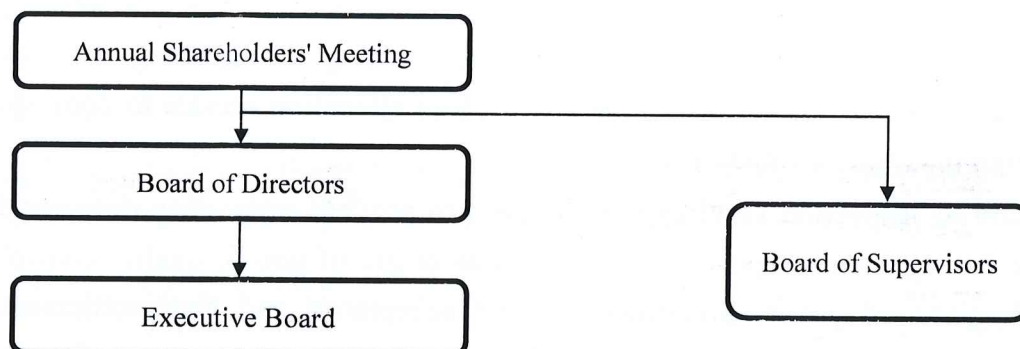 Annual Shareholders' Meeting
Board of Directors
Board of Supervisors
Executive Board